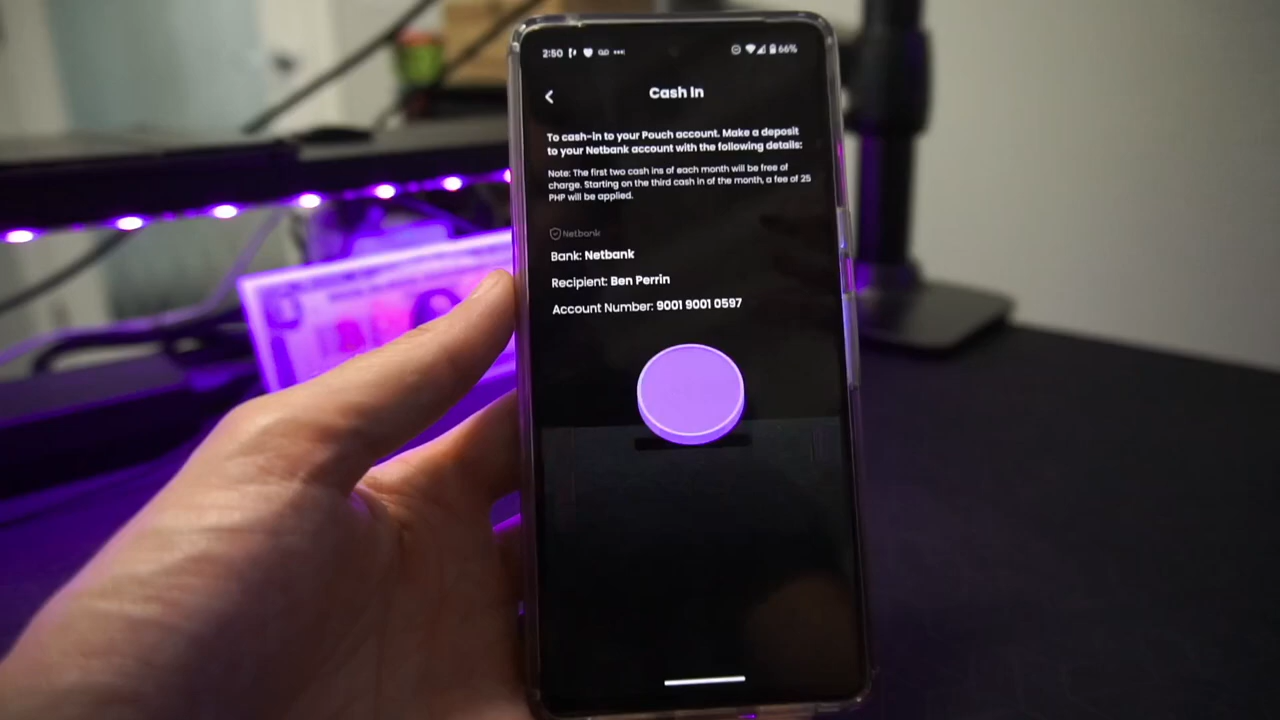 2:50
66%
Cash In
To cash-in to your Pouch account. Make a deposit
to your Netbank account with the following details:
Note: The first two cash ins of each month will be free of
charge. Starting on the third cash in of the month, a fee of 25
PHP will be applied.
Netbank
Bank: Netbank
Recipient: Ben Perrin
Account Number: 9001 9001 0597